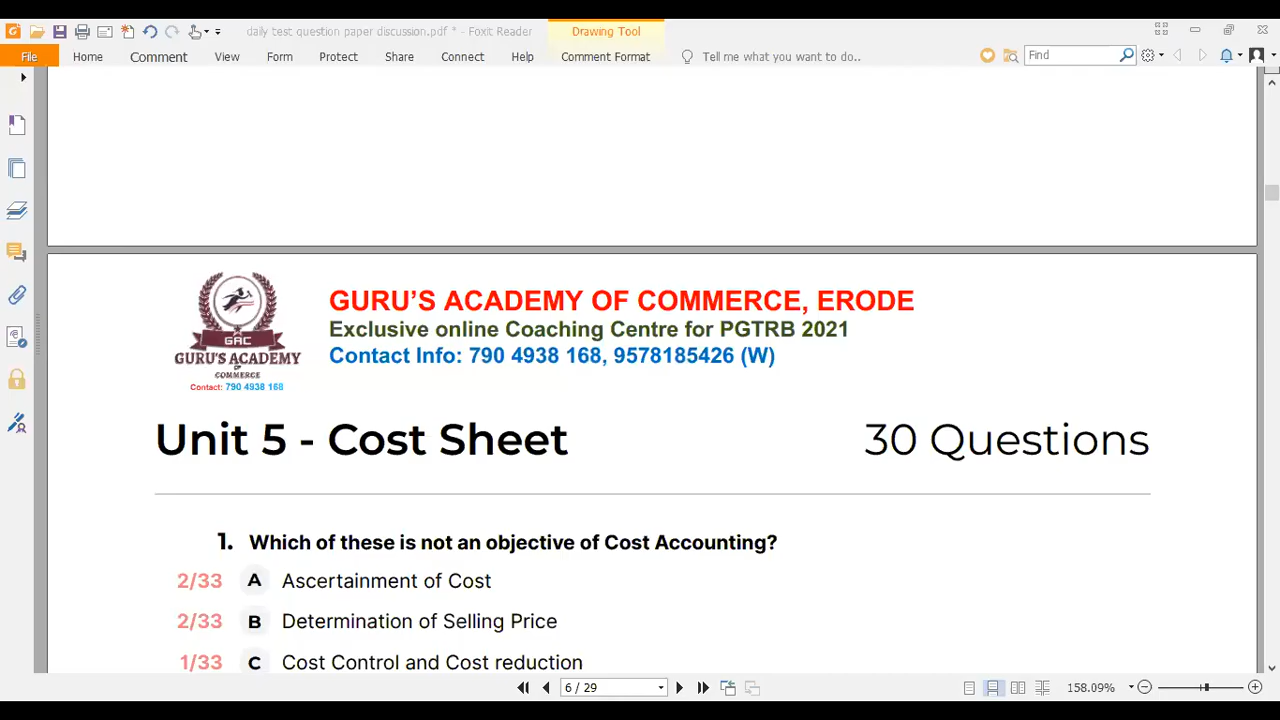 daily test question paper discussion.pdf * - Foxit Reader
Drawing Tool
File
Home
Comment
View
Form
Protect
Share
Connect
Help
Comment Format
Tell me what you want to do..
Find
GAC
GURU'S ACADEMY
OF
COMMERCE
Contact: 790 4938 168
GURU'S ACADEMY OF COMMERCE, ERODE
Exclusive online Coaching Centre for PGTRB 2021
Contact Info: 790 4938 168, 9578185426 (W)
Unit 5 - Cost Sheet
30 Questions
1. Which of these is not an objective of Cost Accounting?
2/33 A Ascertainment of Cost
2/33 B Determination of Selling Price
1/33 C Cost Control and Cost reduction
6 / 29
158.09%